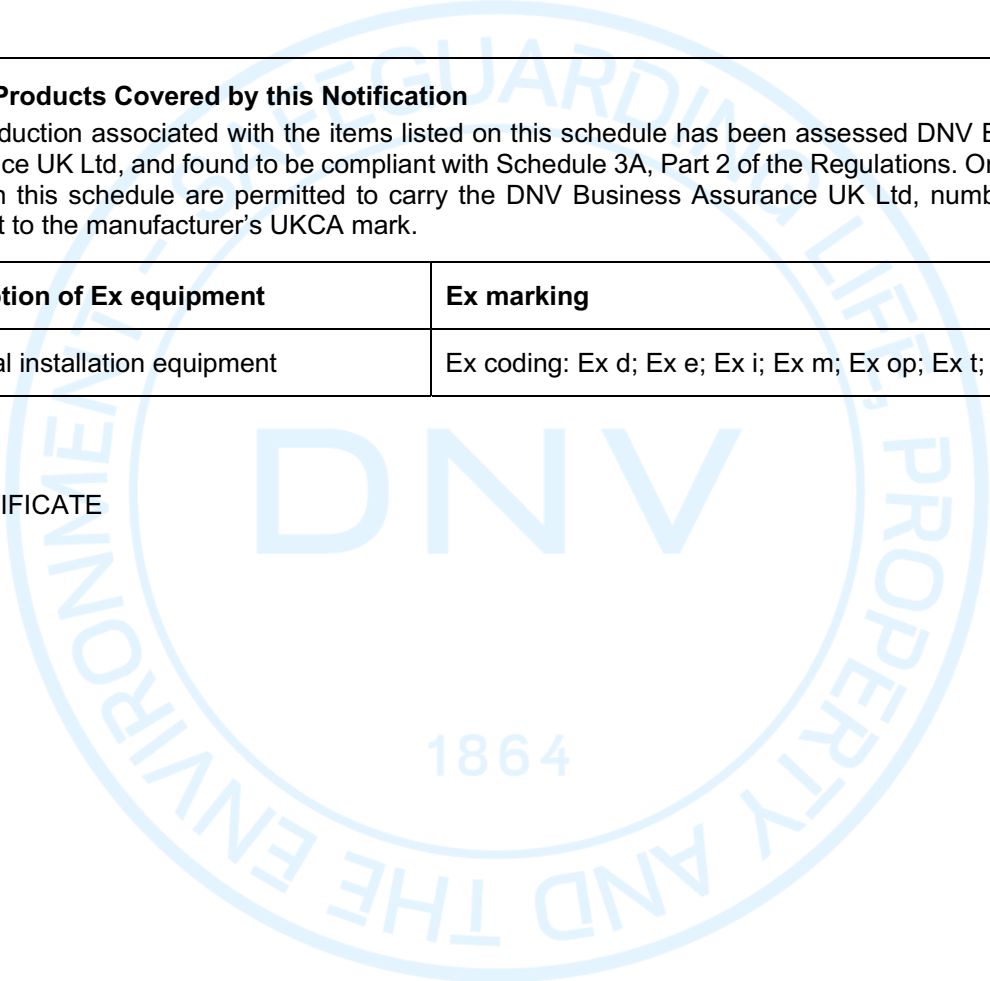 Products Covered by this Notification
duction associated with the items listed on this schedule has been assessed DNV B
ce UK Ltd, and found to be compliant with Schedule 3A, Part 2 of the Regulations. Or
this schedule are permitted to carry the DNV Business Assurance UK Ltd, numb
t to the manufacturer's UKCA mark.
tion of Ex equipment
Ex marking
al installation equipment
Ex coding: Ex d; Ex e; Ex i; Ex m; Ex op; Ex t;
IFICATE
DNV
1864
SAFEGUARDING LIFE, PROPERTY AND THE ENVIRONMENT -